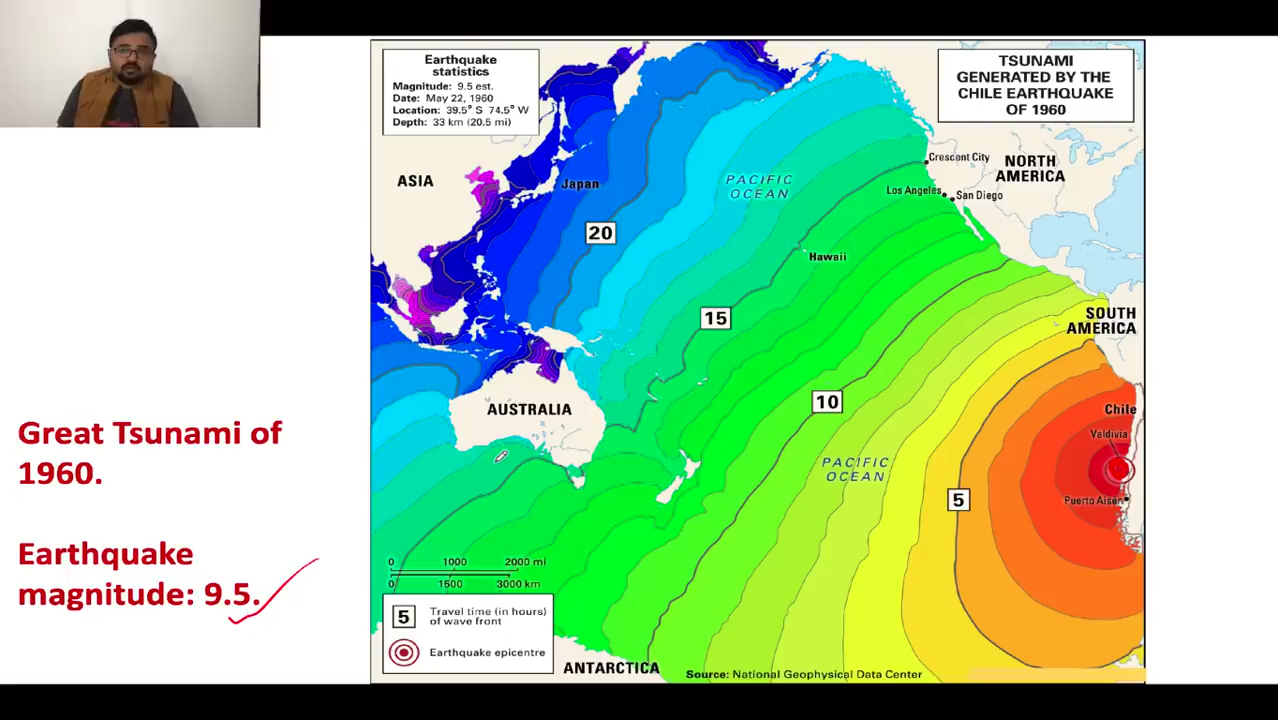 Great Tsunami of
1960.
Earthquake
magnitude: 9.5.
Earthquake
statistics
Magnitude: 9.5 est.
Date: May 22, 1960
Location: 39.5° S 74.5° W
Depth: 33 km (20.5 mi)
TSUNAMI
GENERATED BY THE
CHILE EARTHQUAKE
OF 1960
ASIA
Japan
PACIFIC
OCEAN
Crescent City
NORTH
AMERICA
Los Angeles
San Diego
20
Hawaii
15
SOUTH
AMERICA
AUSTRALIA
10
Chile
Valdivia
PACIFIC
OCEAN
5
Puerto Aisén
0 1000 2000 mi
0 1500 3000 km
5 Travel time (in hours)
of wave front
Earthquake epicentre
ANTARCTICA
Source: National Geophysical Data Center